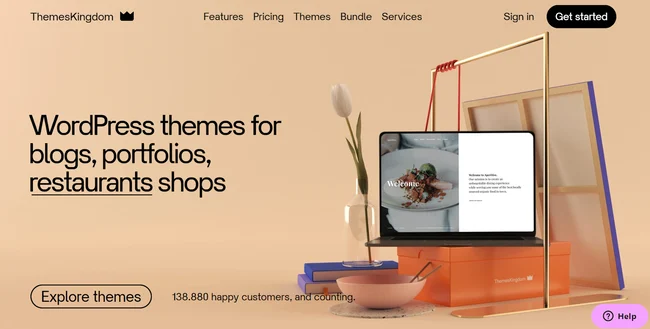 ThemesKingdom
Features Pricing Themes Bundle Services
Sign in Get started
WordPress themes for
blogs, portfolios,
restaurants shops
Welcome
ThemesKingdom
Explore themes
138.880 happy customers, and counting.
Help